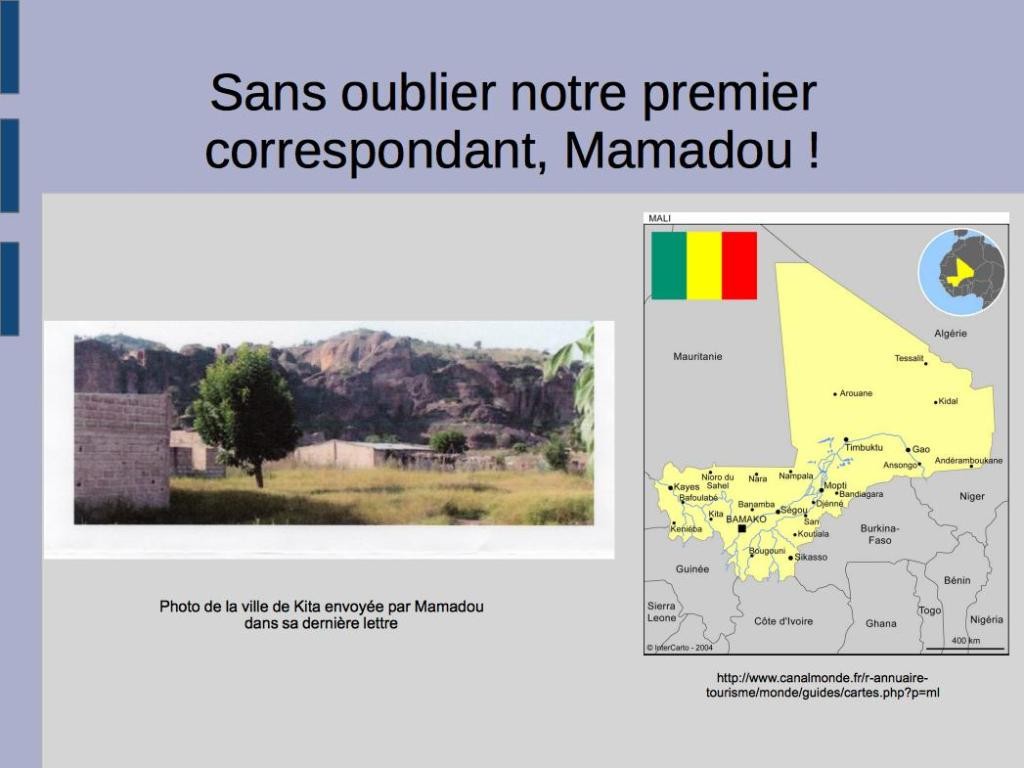 Sans oublier notre premier
correspondant, Mamadou !
MALI
Algérie
Mauritanie
Tessalit
Arouane
Kidal
Timbuktu
Gao
Ansongo
Andéramboukane
Nioro du
Sahel
Nara
Nampala
Kayes
Bafoulabé
Mopti
Bandiagara
Niger
Banamba
Djénné
Kita
BAMAKO
Ségou
San
Kéniéba
Koutiala
Burkina-
Faso
Bougouni
Sikasso
Guinée
Bénin
Sierra
Leone
Côte d'Ivoire
Ghana
Togo
Nigéria
400 km
© InterCarto - 2004
Photo de la ville de Kita envoyée par Mamadou
dans sa dernière lettre
http://www.canalmonde.fr/r-annuaire-
tourisme/monde/guides/cartes.php?p=ml